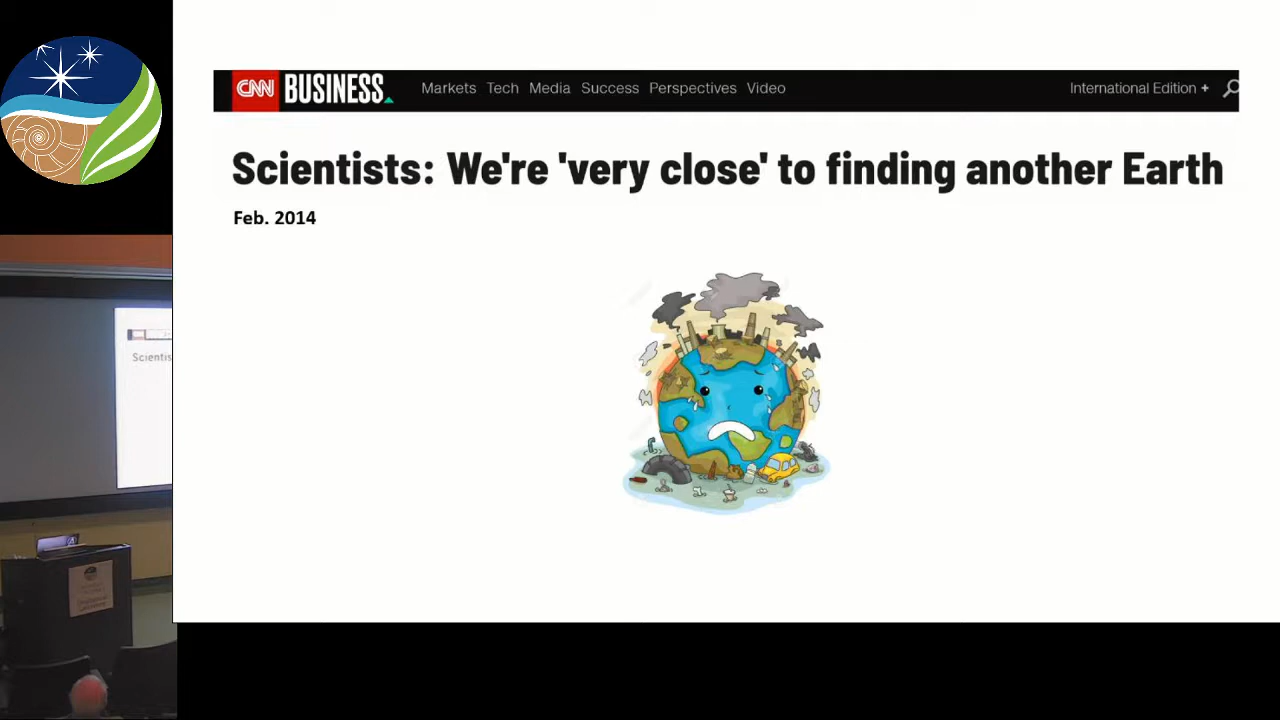 CNN BUSINESS Markets Tech Media Success Perspectives Video International Edition +
Scientists: We're 'very close' to finding another Earth
Feb. 2014
Scientis